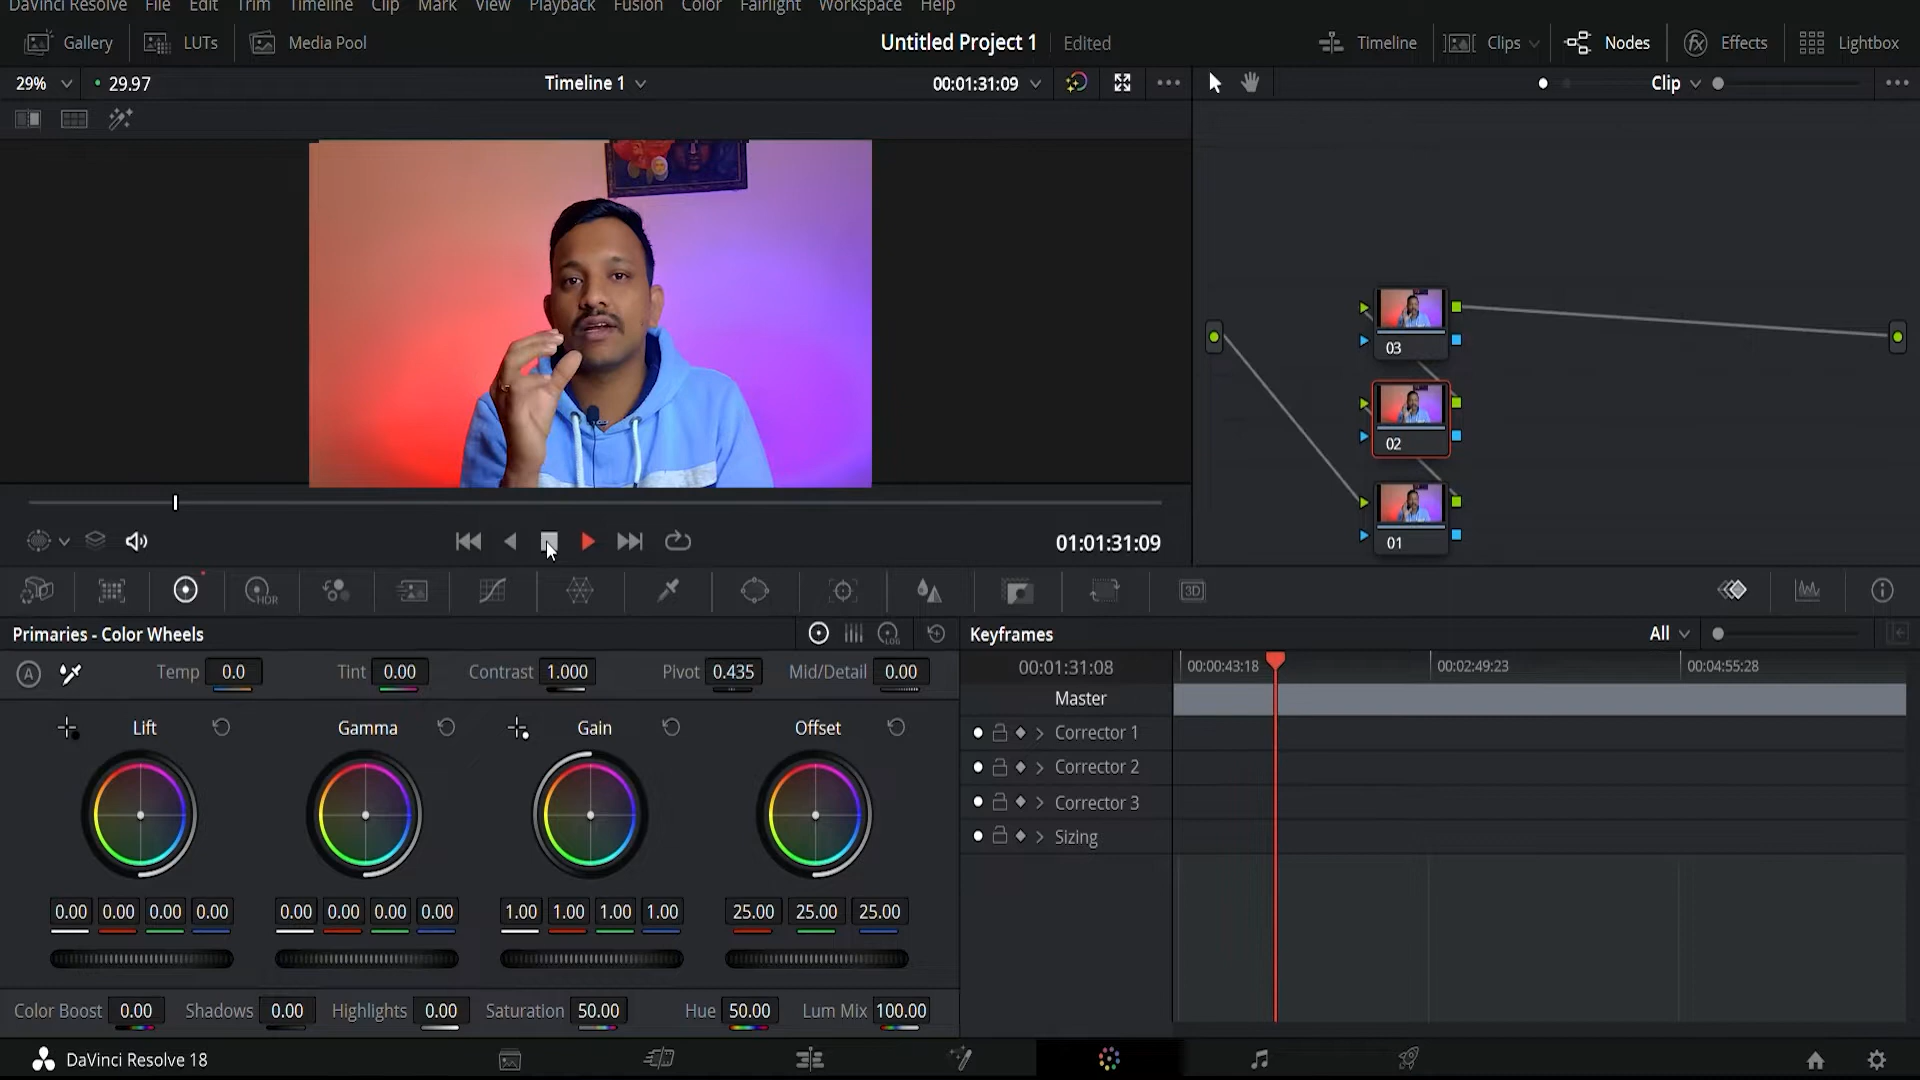 DaVinci Resolve File Edit Trim Timeline Clip Mark View Playback Fusion Color Fairlight Workspace Help
Gallery LUTs Media Pool Untitled Project 1 Edited Timeline Clips Nodes Effects Lightbox
29% 29.97 Timeline 1 00:01:31:09 Clip
03
02
01
01:01:31:09
HDR 3D
Primaries - Color Wheels LOG Keyframes All
A Temp 0.0 Tint 0.00 Contrast 1.000 Pivot 0.435 Mid/Detail 0.00
00:01:31:08 00:00:43:18 00:02:49:23 00:04:55:28
Master
Lift Gamma Gain Offset
Corrector 1
Corrector 2
Corrector 3
Sizing
0.00 0.00 0.00 0.00 0.00 0.00 0.00 0.00 1.00 1.00 1.00 1.00 25.00 25.00 25.00
Color Boost 0.00 Shadows 0.00 Highlights 0.00 Saturation 50.00 Hue 50.00 Lum Mix 100.00
DaVinci Resolve 18